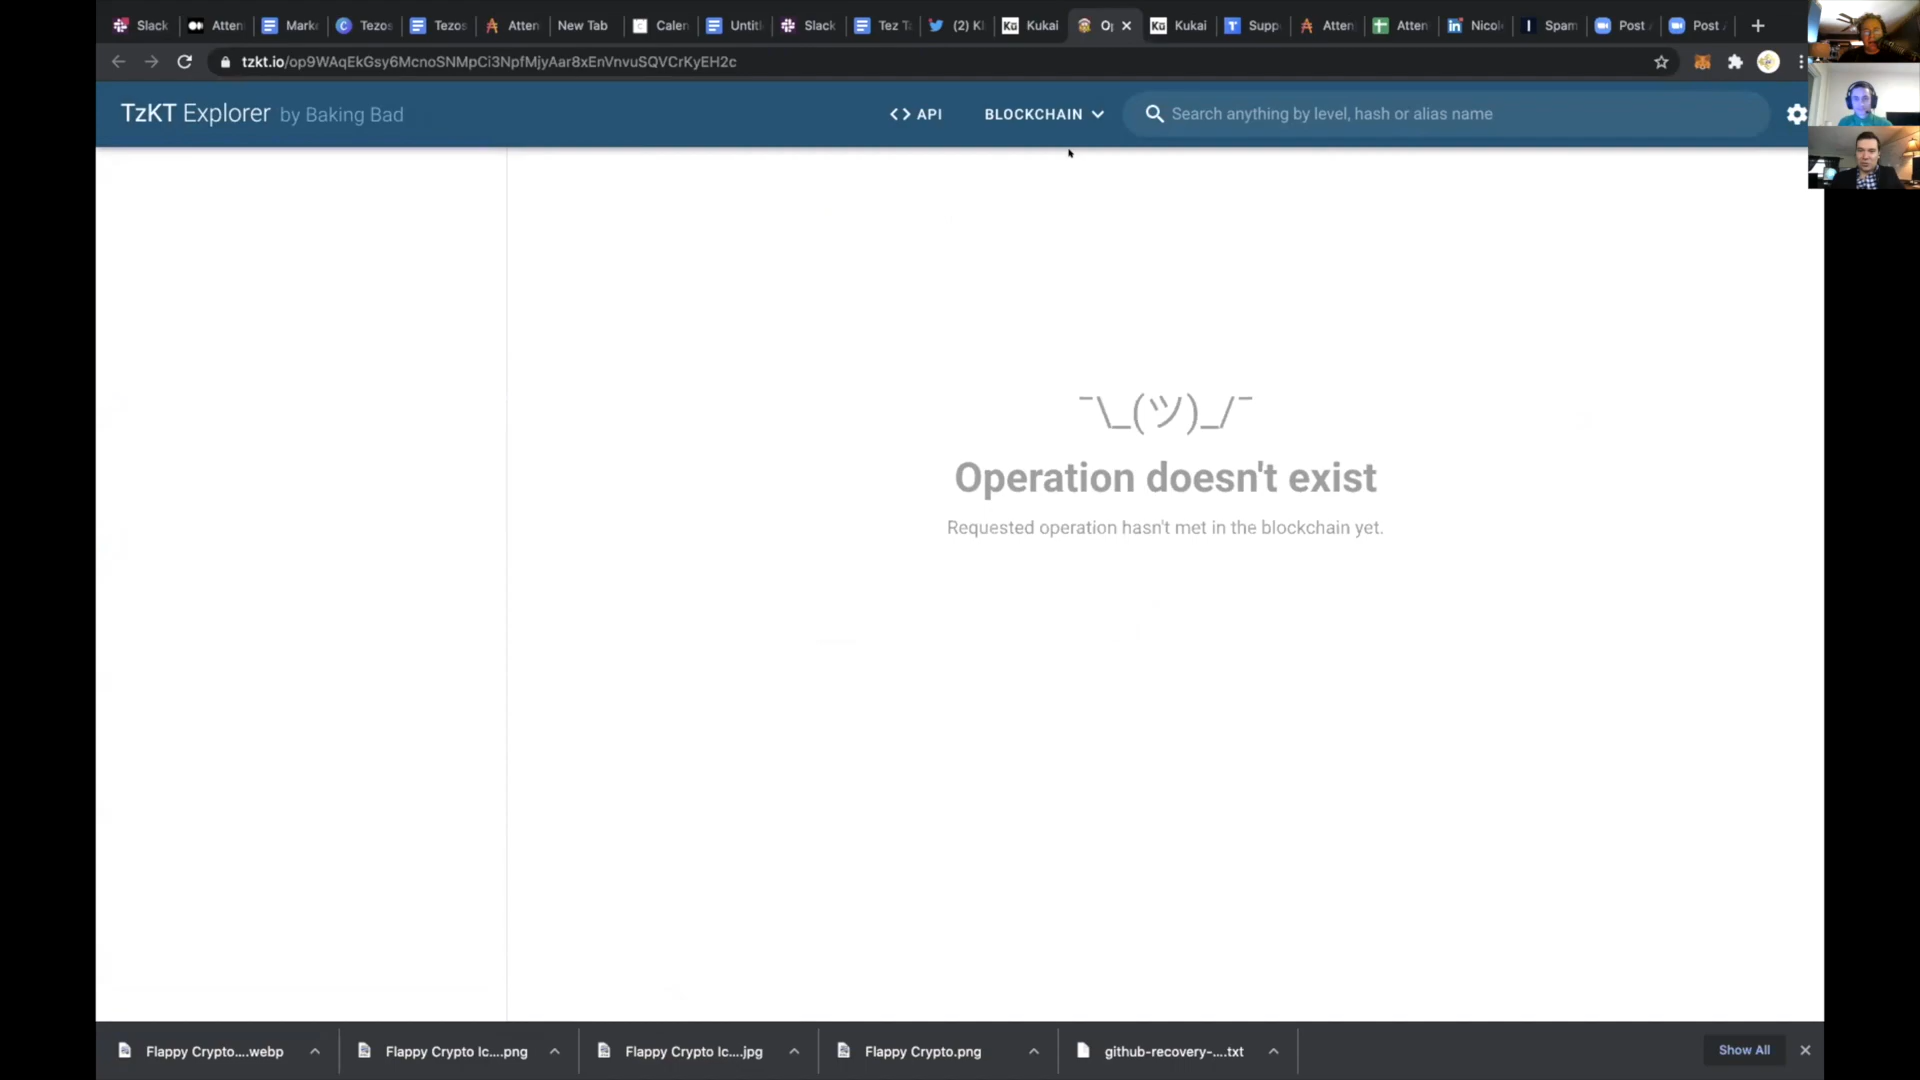 Slack
Atten
Marke
Tezos
Tezos
Atten
New Tab
Calen
Untitl
Slack
Tez Ta
(2) K
Kukai
Op
Kukai
Supp
Atten
Atten
Nicol
Spam
Post
Post
tzkt.io/op9WAqEkGsy6McnoSNMpCi3NpfMjyAar8xEnVnvuSQVCrKyEH2c
TzKT Explorer by Baking Bad
<> API
BLOCKCHAIN
Search anything by level, hash or alias name
¯\_(ツ)_/¯
Operation doesn't exist
Requested operation hasn't met in the blockchain yet.
Flappy Crypto....webp
Flappy Crypto Ic....png
Flappy Crypto Ic....jpg
Flappy Crypto.png
github-recovery-....txt
Show All